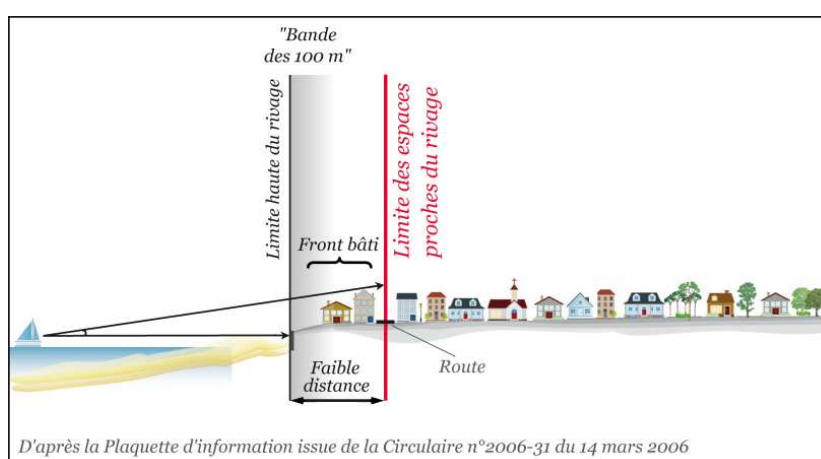 "Bande
des 100 m"
Limite haute du rivage
Limite des espaces
proches du rivage
Front bâti
Faible
distance
Route
D'après la Plaquette d'information issue de la Circulaire n°2006-31 du 14 mars 2006